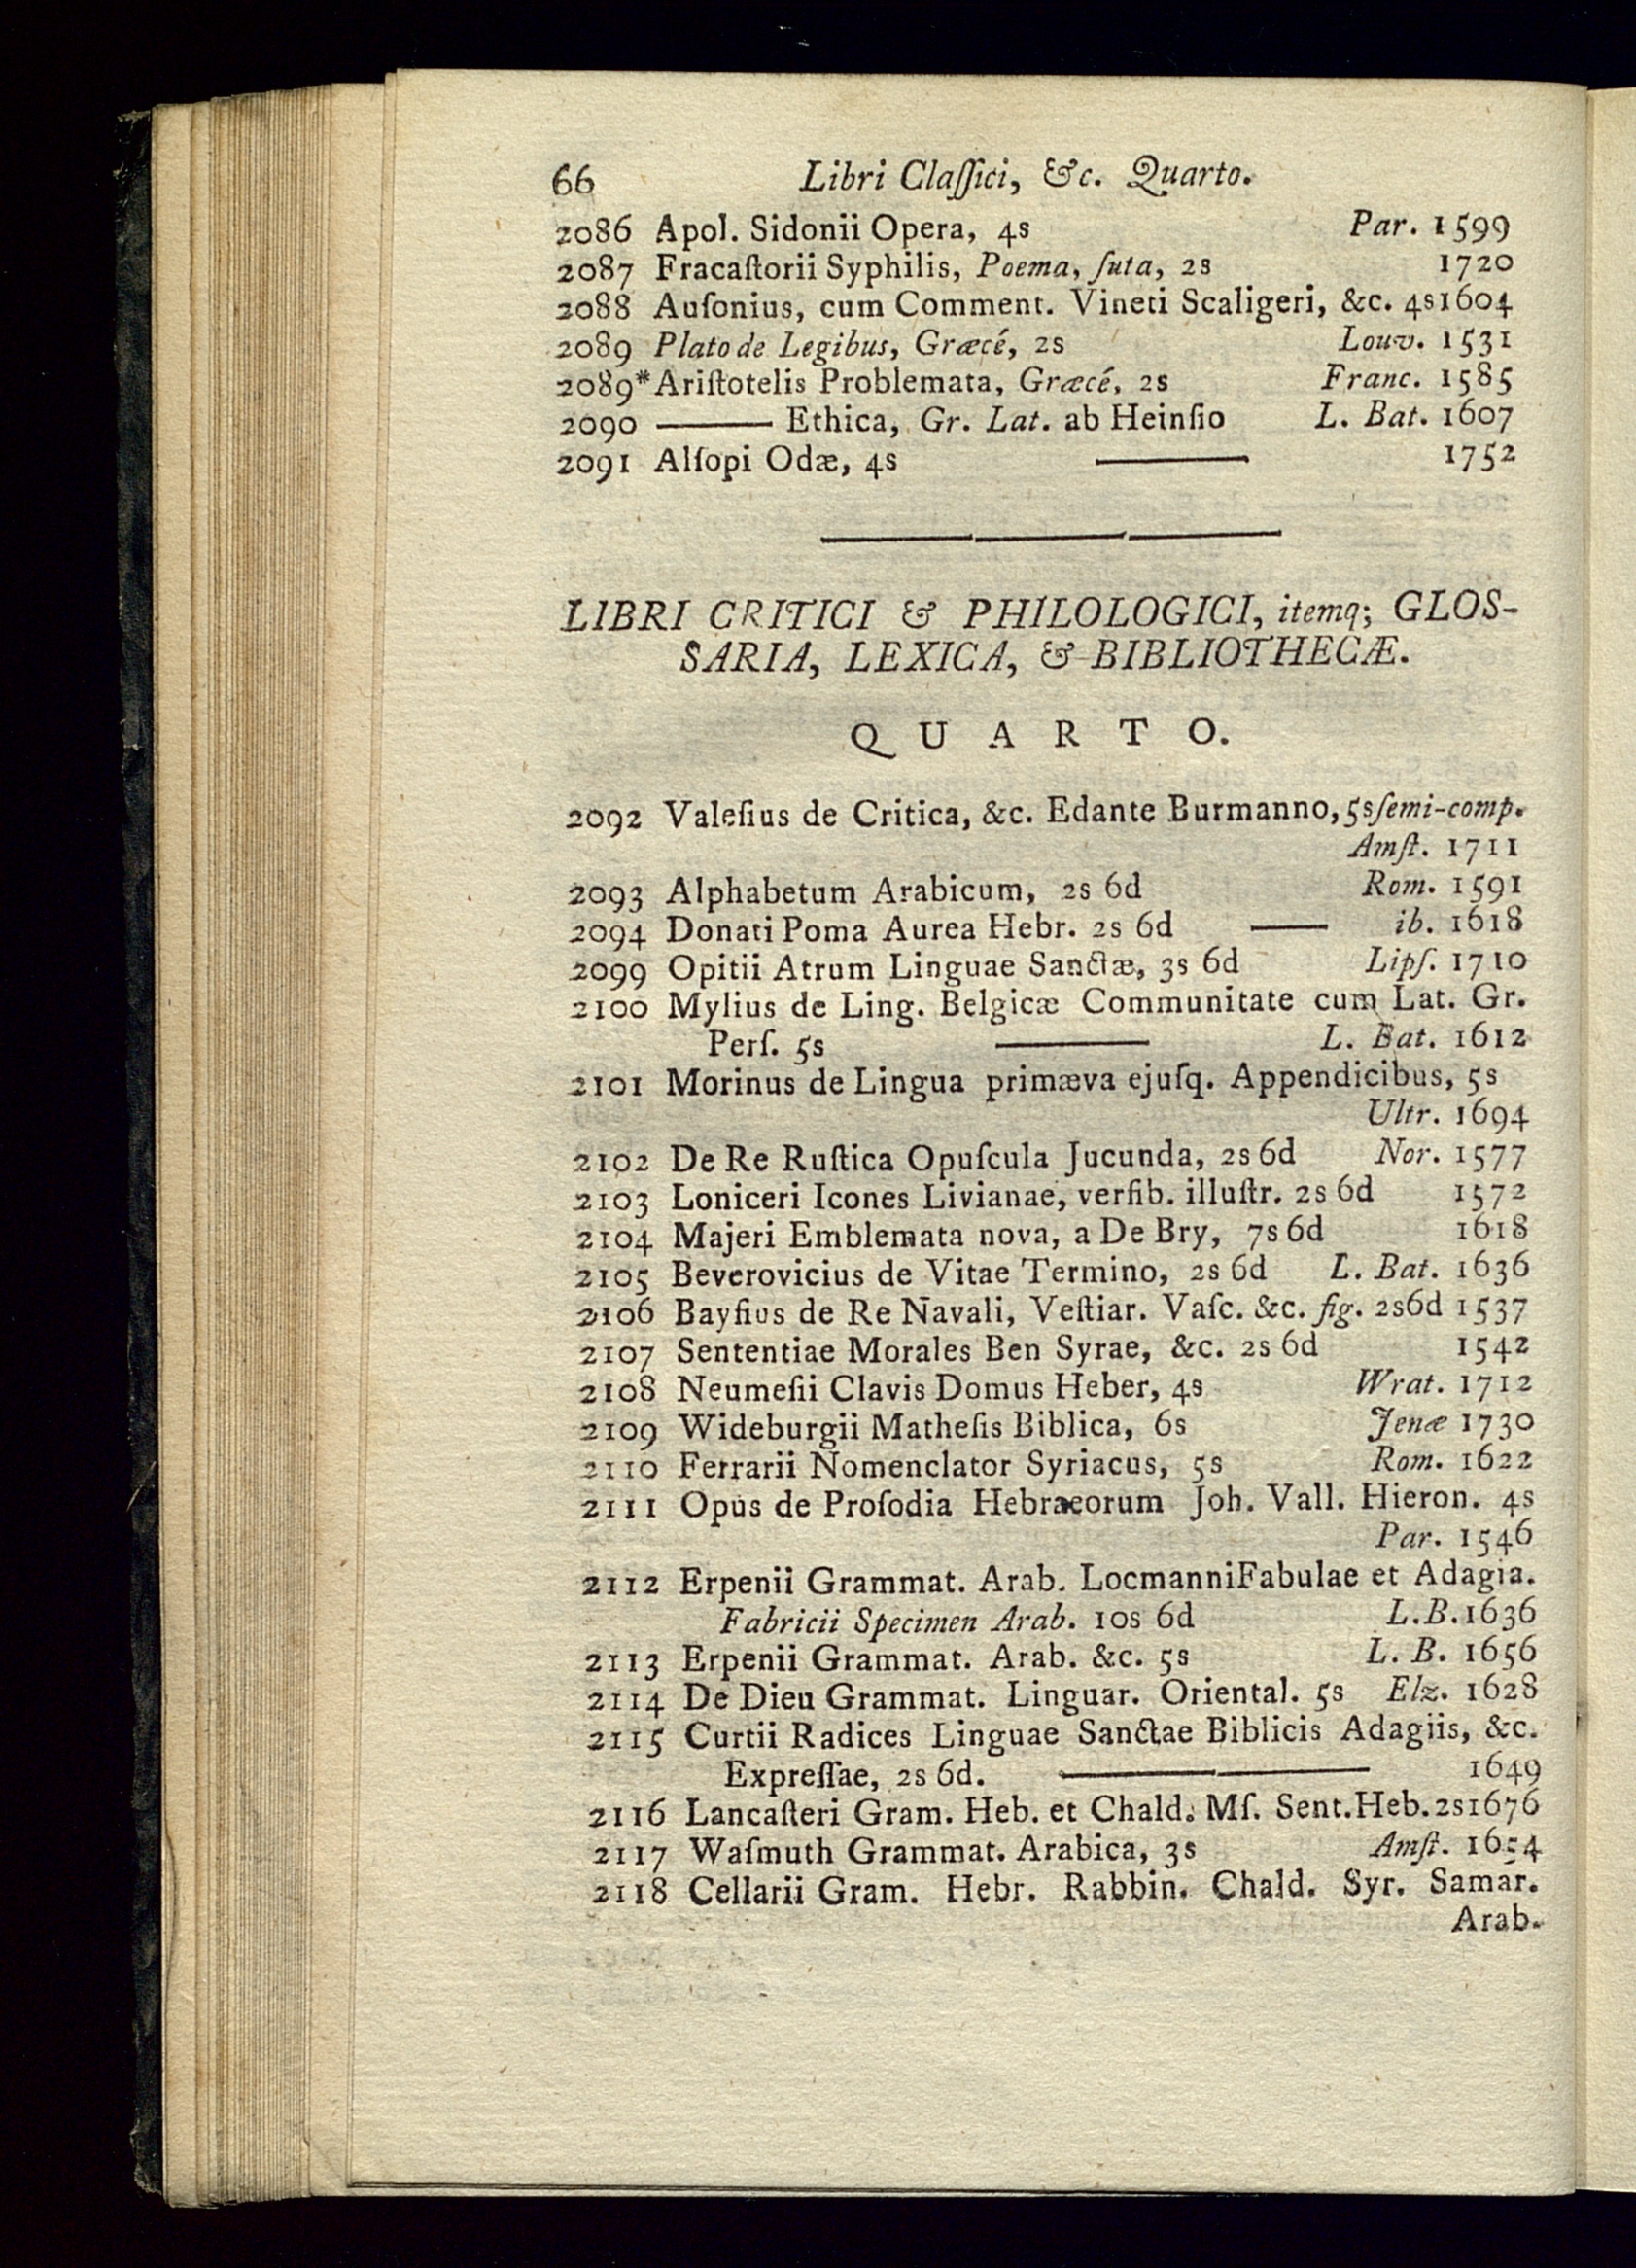 66 Libri Claſſici, &c. Quarto.
2086 Apol. Sidonii Opera, 4s Par. 1599
2087 Fracaſtorii Syphilis, Poema, ſuta, 2s 1720
2088 Auſonius, cum Comment. Vineti Scaligeri, &c. 4s1604
2089 Plato de Legibus, Græcé, 2s Louv. 1531
2089*Ariſtotelis Problemata, Græcé, 2s Franc. 1585
2090 ——— Ethica, Gr. Lat. ab Heinſio L. Bat. 1607
2091 Alſopi Odæ, 4s ——— 1752
LIBRI CRITICI & PHILOLOGICI, itemq; GLOS-
SARIA, LEXICA, & BIBLIOTHECÆ.
QUARTO.
2092 Valeſius de Critica, &c. Edante Burmanno, 5s ſemi-comp.
Amſt. 1711
2093 Alphabetum Arabicum, 2s 6d Rom. 1591
2094 Donati Poma Aurea Hebr. 2s 6d —— ib. 1618
2099 Opitii Atrum Linguae Sanctæ, 3s 6d Lipſ. 1710
2100 Mylius de Ling. Belgicæ Communitate cum Lat. Gr.
Perſ. 5s ——— L. Bat. 1612
2101 Morinus de Lingua primæva ejuſq. Appendicibus, 5s
Ultr. 1694
2102 De Re Ruſtica Opuſcula Jucunda, 2s 6d Nor. 1577
2103 Loniceri Icones Livianae, verſib. illuſtr. 2s 6d 1572
2104 Majeri Emblemata nova, a De Bry, 7s 6d 1618
2105 Beverovicius de Vitae Termino, 2s 6d L. Bat. 1636
2106 Bayſius de Re Navali, Veſtiar. Vaſc. &c. fig. 2s6d 1537
2107 Sententiae Morales Ben Syrae, &c. 2s 6d 1542
2108 Neumeſii Clavis Domus Heber, 4s Wrat. 1712
2109 Wideburgii Matheſis Biblica, 6s Jenæ 1730
2110 Ferrarii Nomenclator Syriacus, 5s Rom. 1622
2111 Opus de Proſodia Hebraeorum Joh. Vall. Hieron. 4s
Par. 1546
2112 Erpenii Grammat. Arab. Locmanni Fabulae et Adagia.
Fabricii Specimen Arab. 10s 6d L.B.1636
2113 Erpenii Grammat. Arab. &c. 5s L. B. 1656
2114 De Dieu Grammat. Linguar. Oriental. 5s Elz. 1628
2115 Curtii Radices Linguae Sanctae Biblicis Adagiis, &c.
Expreſſae, 2s 6d. —————— 1649
2116 Lancaſteri Gram. Heb. et Chald. Mſ. Sent.Heb.2s1676
2117 Waſmuth Grammat. Arabica, 3s Amſt. 1654
2118 Cellarii Gram. Hebr. Rabbin. Chald. Syr. Samar.
Arab.